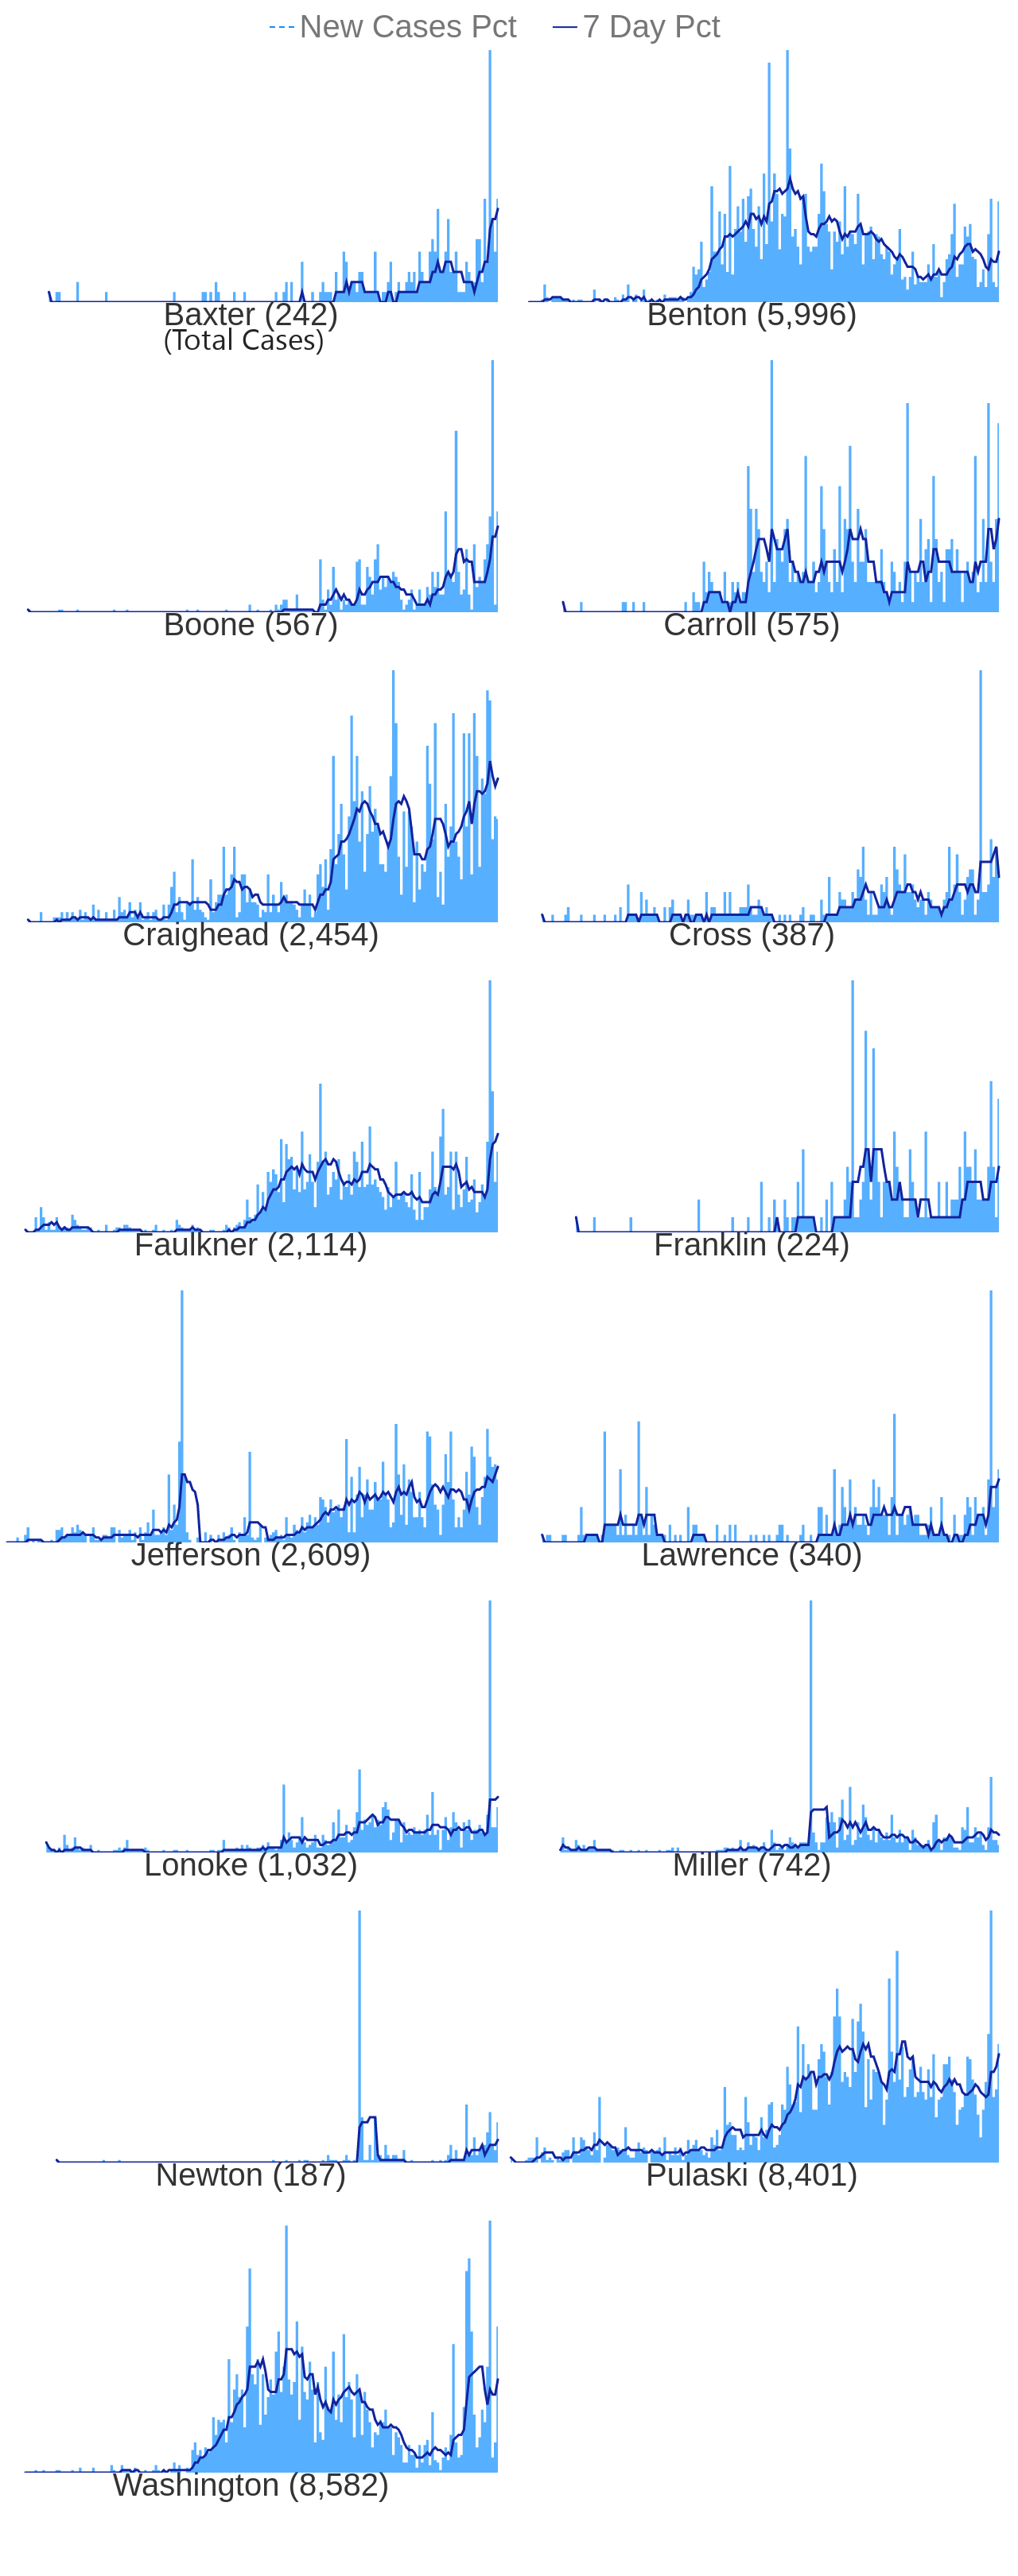 New Cases Pct 7 Day Pct
Baxter (242)
(Total Cases)
Benton (5,996)
Boone (567)
Carroll (575)
Craighead (2,454)
Cross (387)
Faulkner (2,114)
Franklin (224)
Jefferson (2,609)
Lawrence (340)
Lonoke (1,032)
Miller (742)
Newton (187)
Pulaski (8,401)
Washington (8,582)